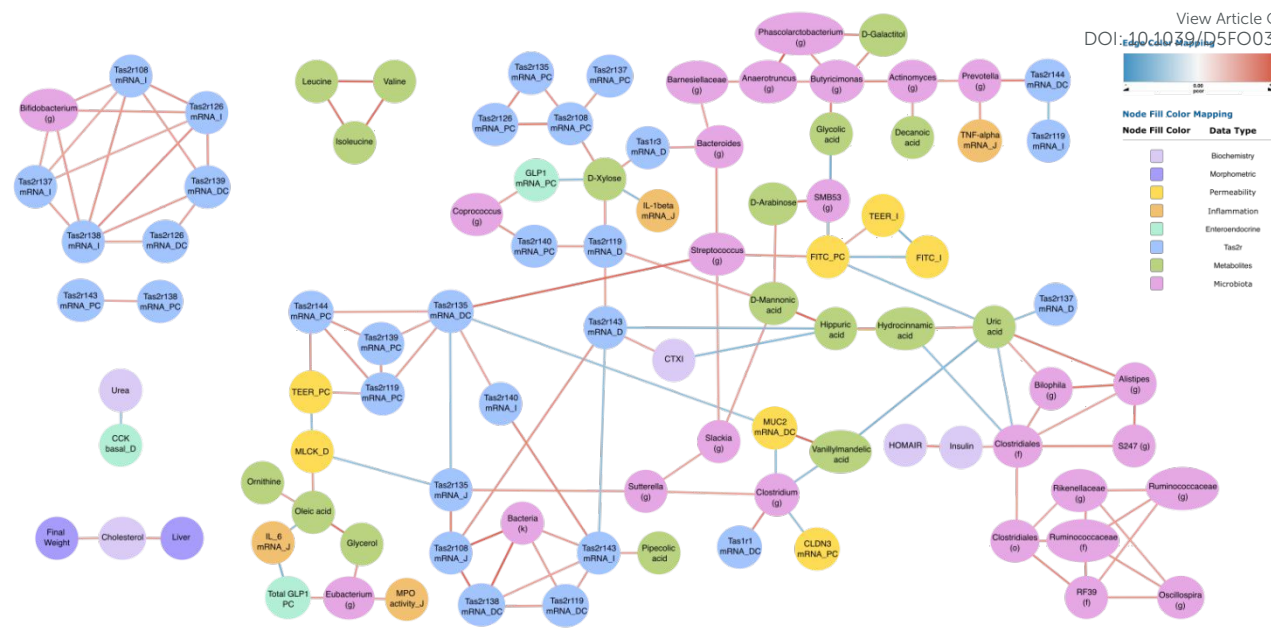 View Article O
DOI: 10.1039/D5FO03
Edge Color Mapping
0.00
poor
Node Fill Color Mapping
Node Fill Color Data Type
Biochemistry
Morphometric
Permeability
Inflammation
Enteroendocrine
Tas2r
Metabolites
Microbiota
Tas2r108
mRNA_I
Bifidobacterium
(g)
Tas2r126
mRNA_I
Tas2r137
mRNA_I
Tas2r139
mRNA_DC
Tas2r138
mRNA_I
Tas2r126
mRNA_DC
Tas2r143
mRNA_PC
Tas2r138
mRNA_PC
Urea
CCK
basal_D
Final
Weight
Cholesterol
Liver
Leucine
Valine
Isoleucine
Tas2r135
mRNA_PC
Tas2r137
mRNA_PC
Tas2r126
mRNA_PC
Tas2r108
mRNA_PC
Tas1r3
mRNA_D
GLP1
mRNA_PC
D-Xylose
IL-1beta
mRNA_J
Coprococcus
(g)
Tas2r140
mRNA_PC
Tas2r119
mRNA_D
Phascolarctobacterium
(g)
D-Galactitol
Barnesiellaceae
(g)
Anaerotruncus
(g)
Butyricimonas
(g)
Actinomyces
(g)
Prevotella
(g)
Tas2r144
mRNA_DC
Bacteroides
(g)
Glycolic
acid
Decanoic
acid
TNF-alpha
mRNA_J
Tas2r119
mRNA_I
D-Arabinose
SMB53
(g)
TEER_I
Streptococcus
(g)
FITC_PC
FITC_I
D-Mannonic
acid
Tas2r144
mRNA_PC
Tas2r135
mRNA_DC
Tas2r139
mRNA_PC
Tas2r143
mRNA_D
Hippuric
acid
Hydrocinnamic
acid
Uric
acid
Tas2r137
mRNA_D
CTXI
TEER_PC
Tas2r119
mRNA_PC
Tas2r140
mRNA_I
Bilophila
(g)
Alistipes
(g)
MLCK_D
Slackia
(g)
MUC2
mRNA_DC
Vanillylmandelic
acid
HOMAIR
Insulin
Clostridiales
(f)
S247 (g)
Ornithine
Tas2r135
mRNA_J
Sutterella
(g)
Clostridium
(g)
Rikenellaceae
(g)
Ruminococcaceae
(g)
Oleic acid
IL_6
mRNA_J
Glycerol
Bacteria
(k)
Tas2r108
mRNA_J
Tas2r143
mRNA_I
Pipecolic
acid
Tas1r1
mRNA_DC
CLDN3
mRNA_PC
Clostridiales
(o)
Ruminococcaceae
(f)
Total GLP1
PC
Eubacterium
(g)
MPO
activity_J
Tas2r138
mRNA_DC
Tas2r119
mRNA_DC
RF39
(f)
Oscillospira
(g)